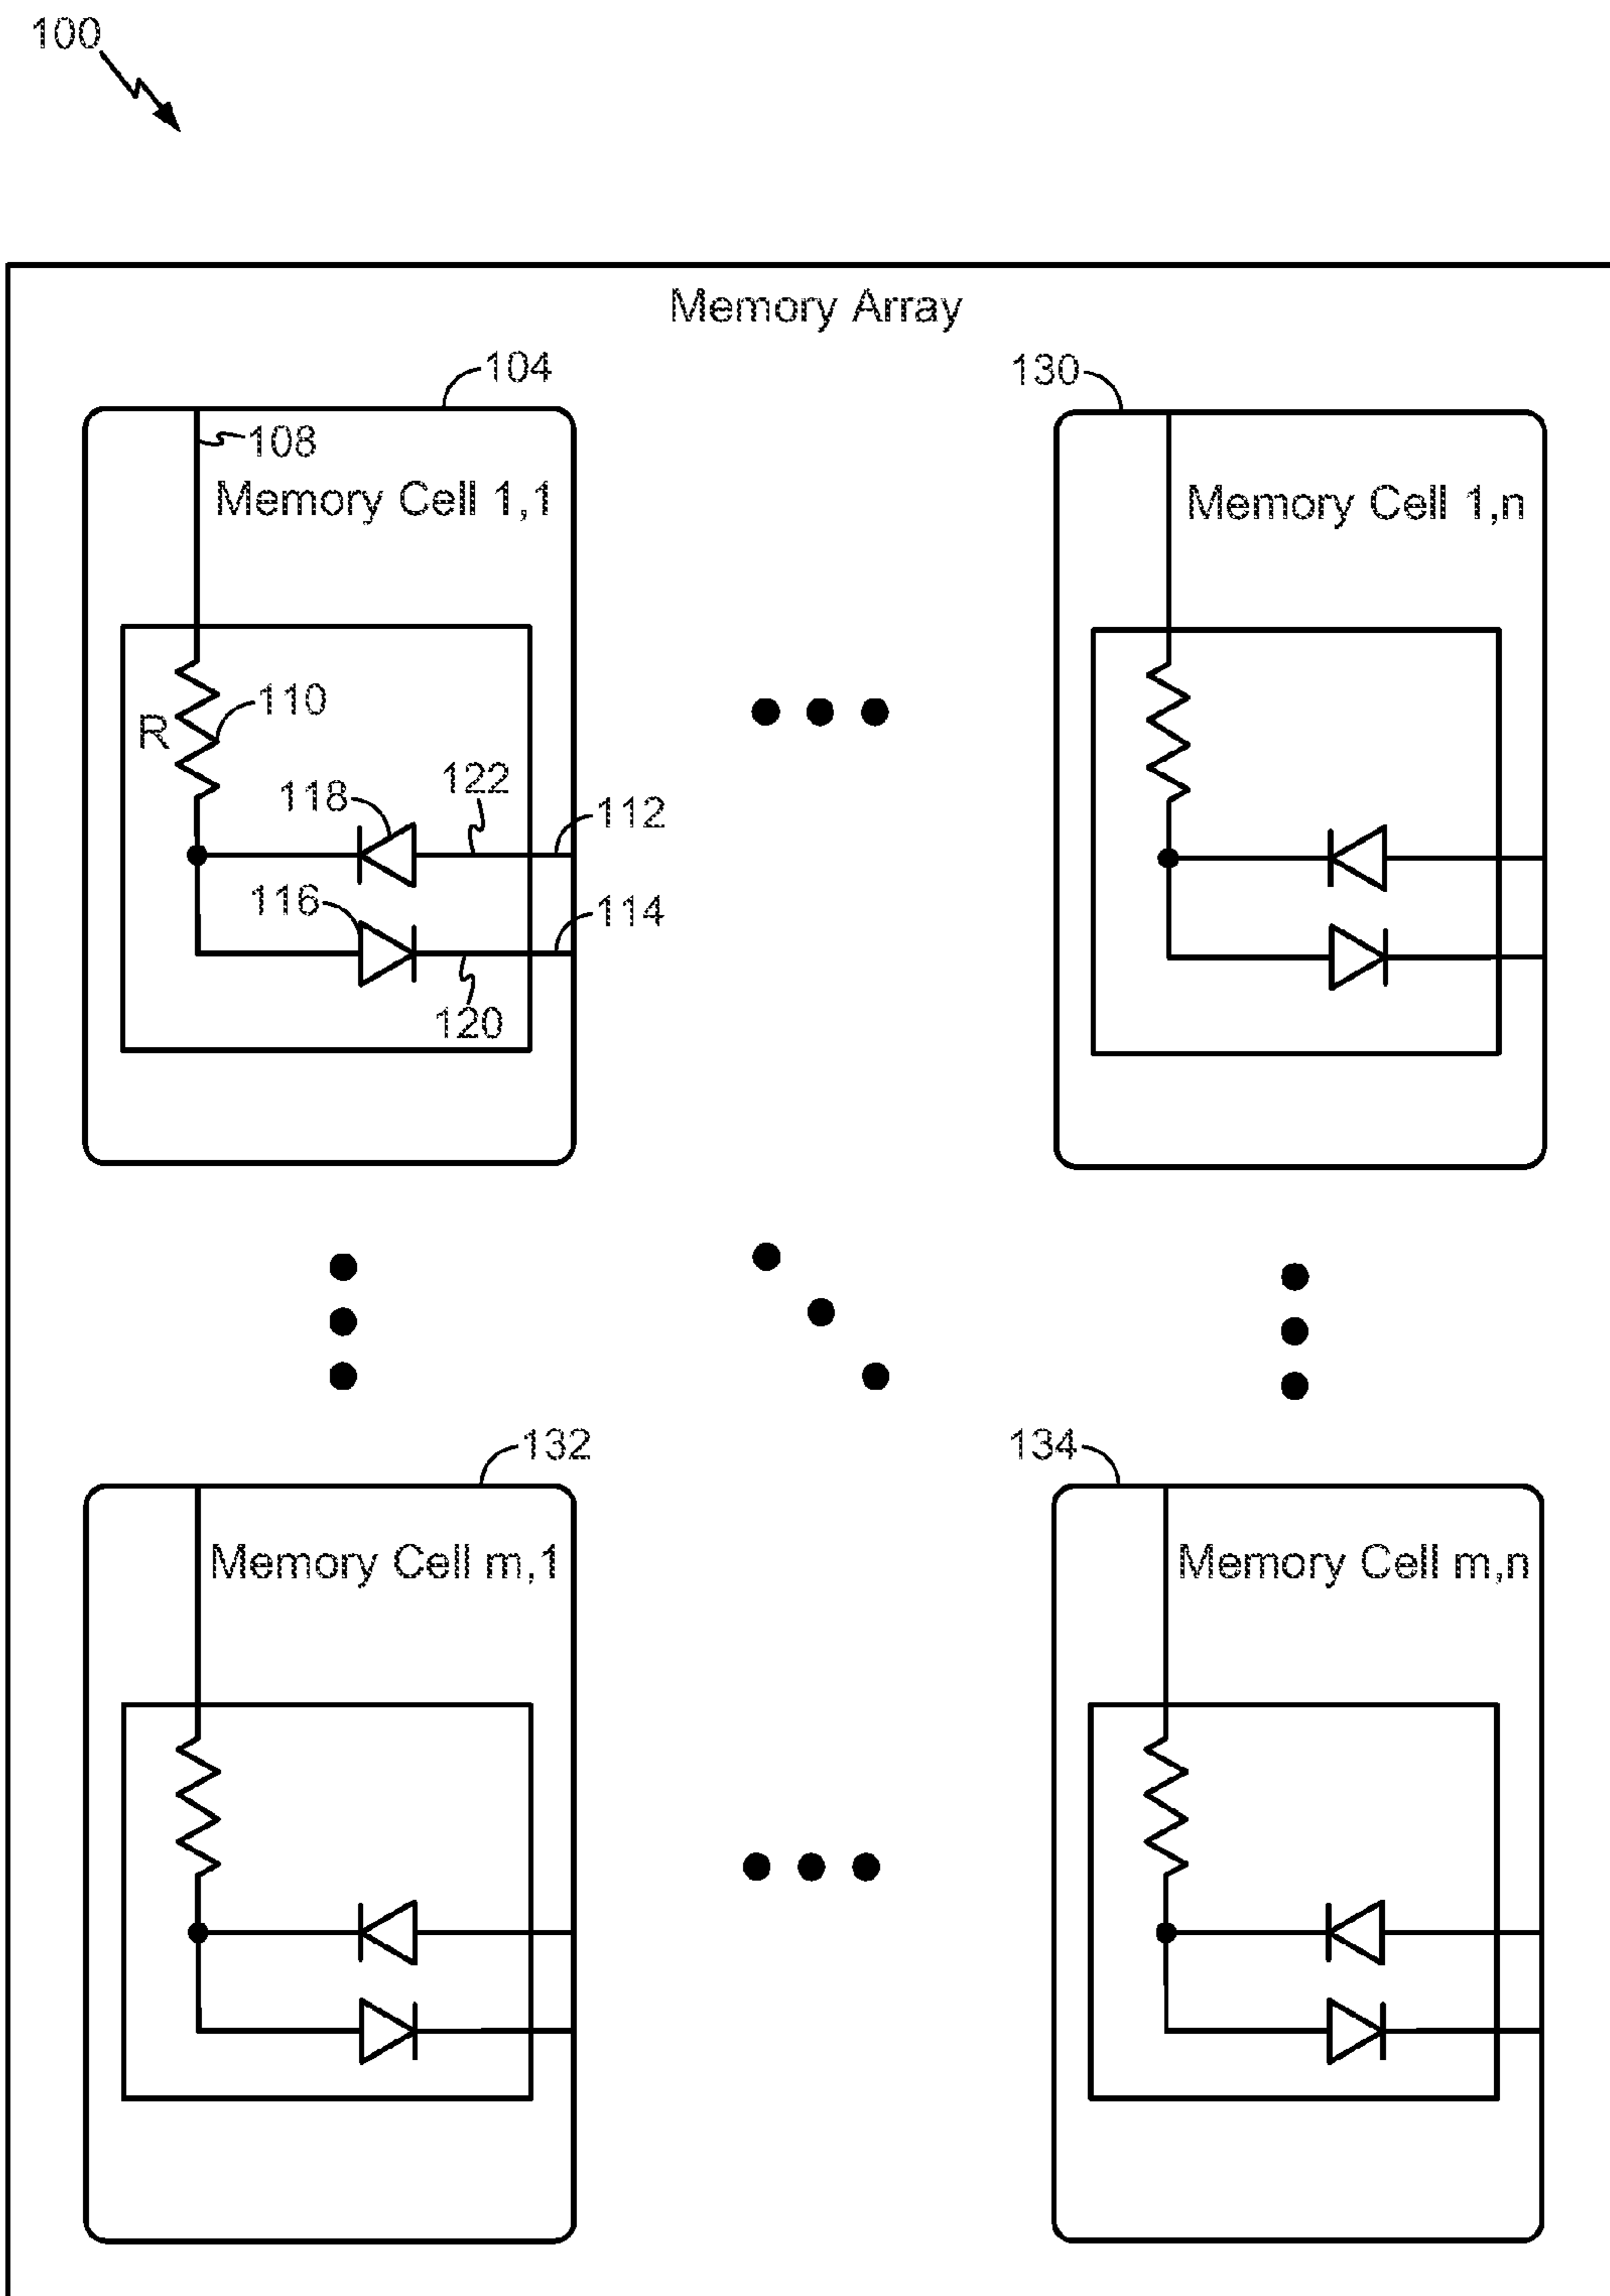 100
Memory Array
104
130
108
Memory Cell 1,1
Memory Cell 1,n
110
R
122
118
112
116
114
120
132
134
Memory Cell m,1
Memory Cell m,n